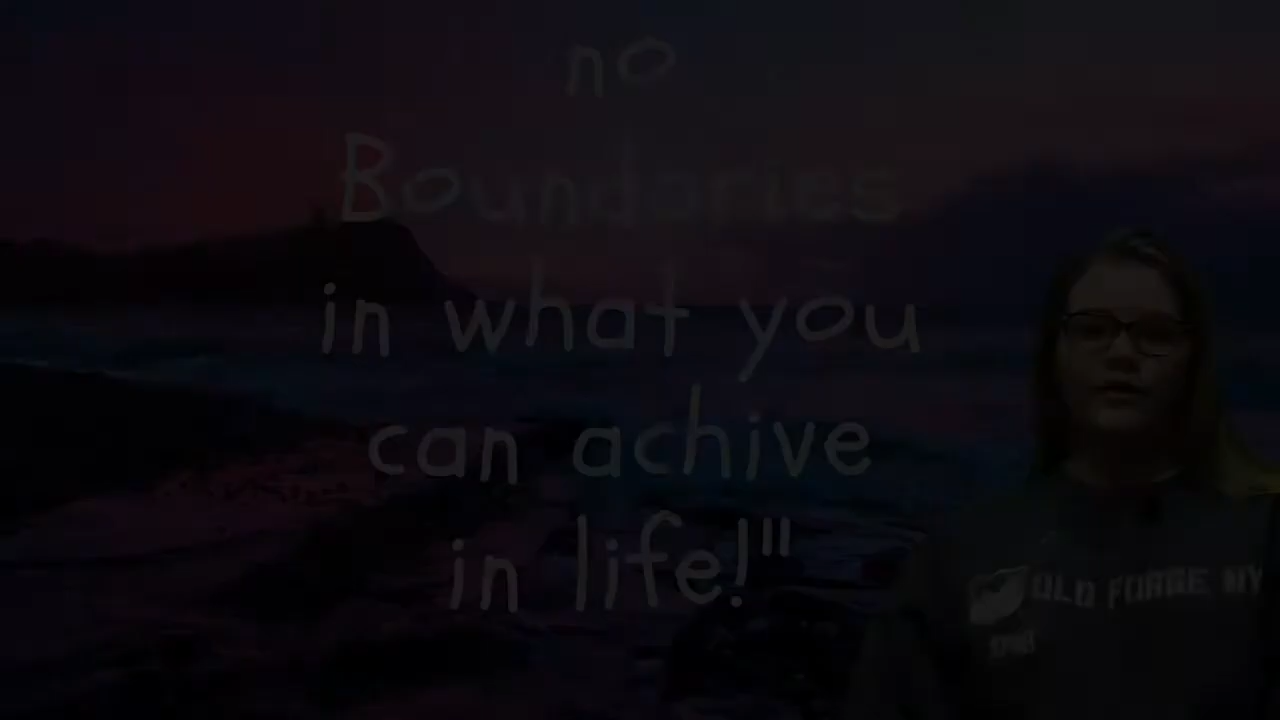 no
Boundaries
in what you
can achive
in life!"
OLD FORGE, NY